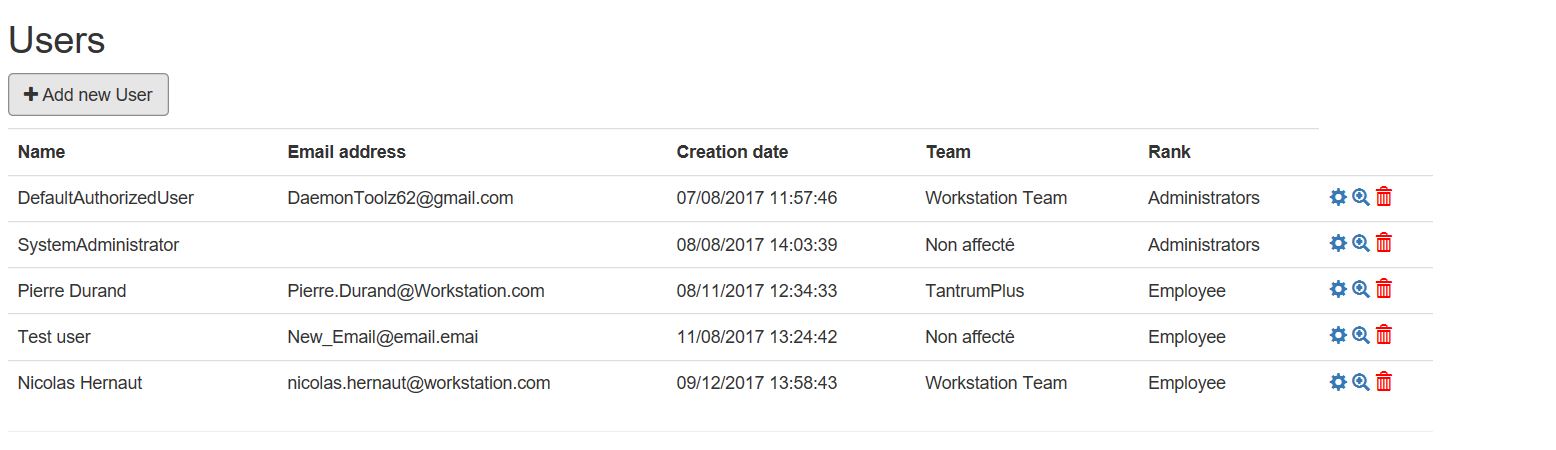 Users
Add new User
Name Email address Creation date Team Rank
DefaultAuthorizedUser DaemonToolz62@gmail.com 07/08/2017 11:57:46 Workstation Team Administrators
SystemAdministrator 08/08/2017 14:03:39 Non affecté Administrators
Pierre Durand Pierre.Durand@Workstation.com 08/11/2017 12:34:33 TantrumPlus Employee
Test user New_Email@email.emai 11/08/2017 13:24:42 Non affecté Employee
Nicolas Hernaut nicolas.hernaut@workstation.com 09/12/2017 13:58:43 Workstation Team Employee